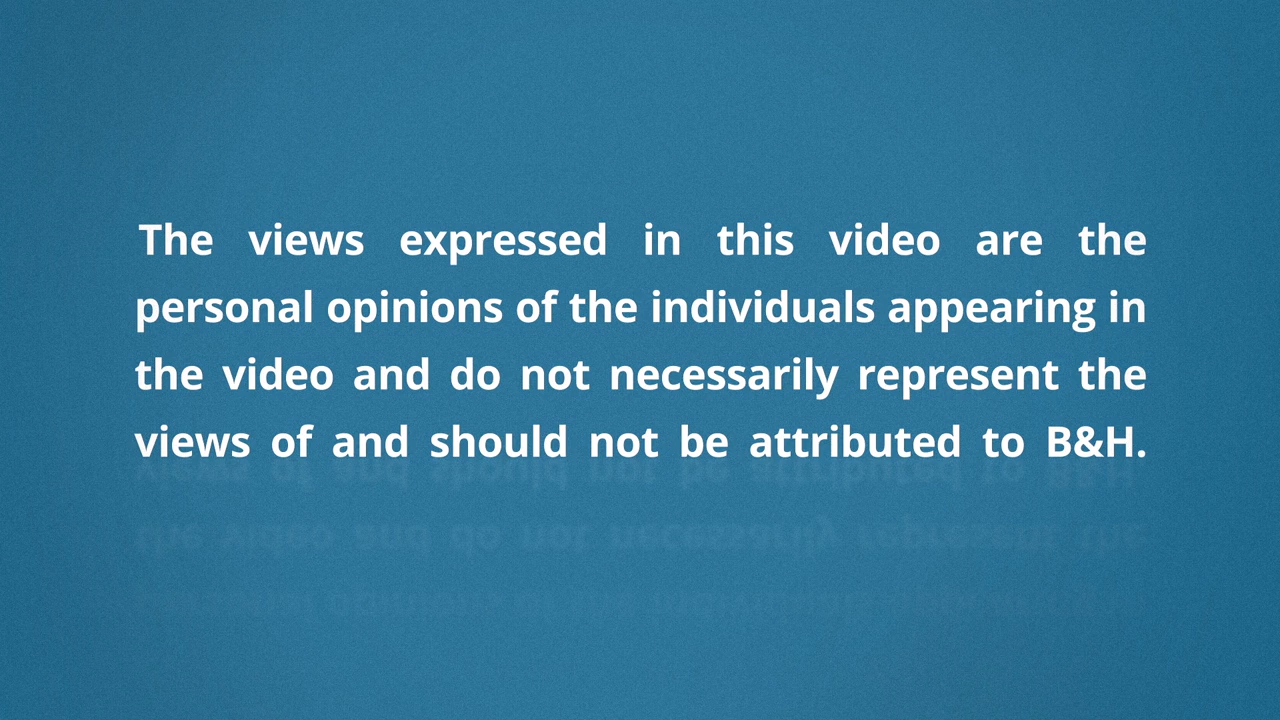 The views expressed in this video are the
personal opinions of the individuals appearing in
the video and do not necessarily represent the
views of and should not be attributed to B&H.